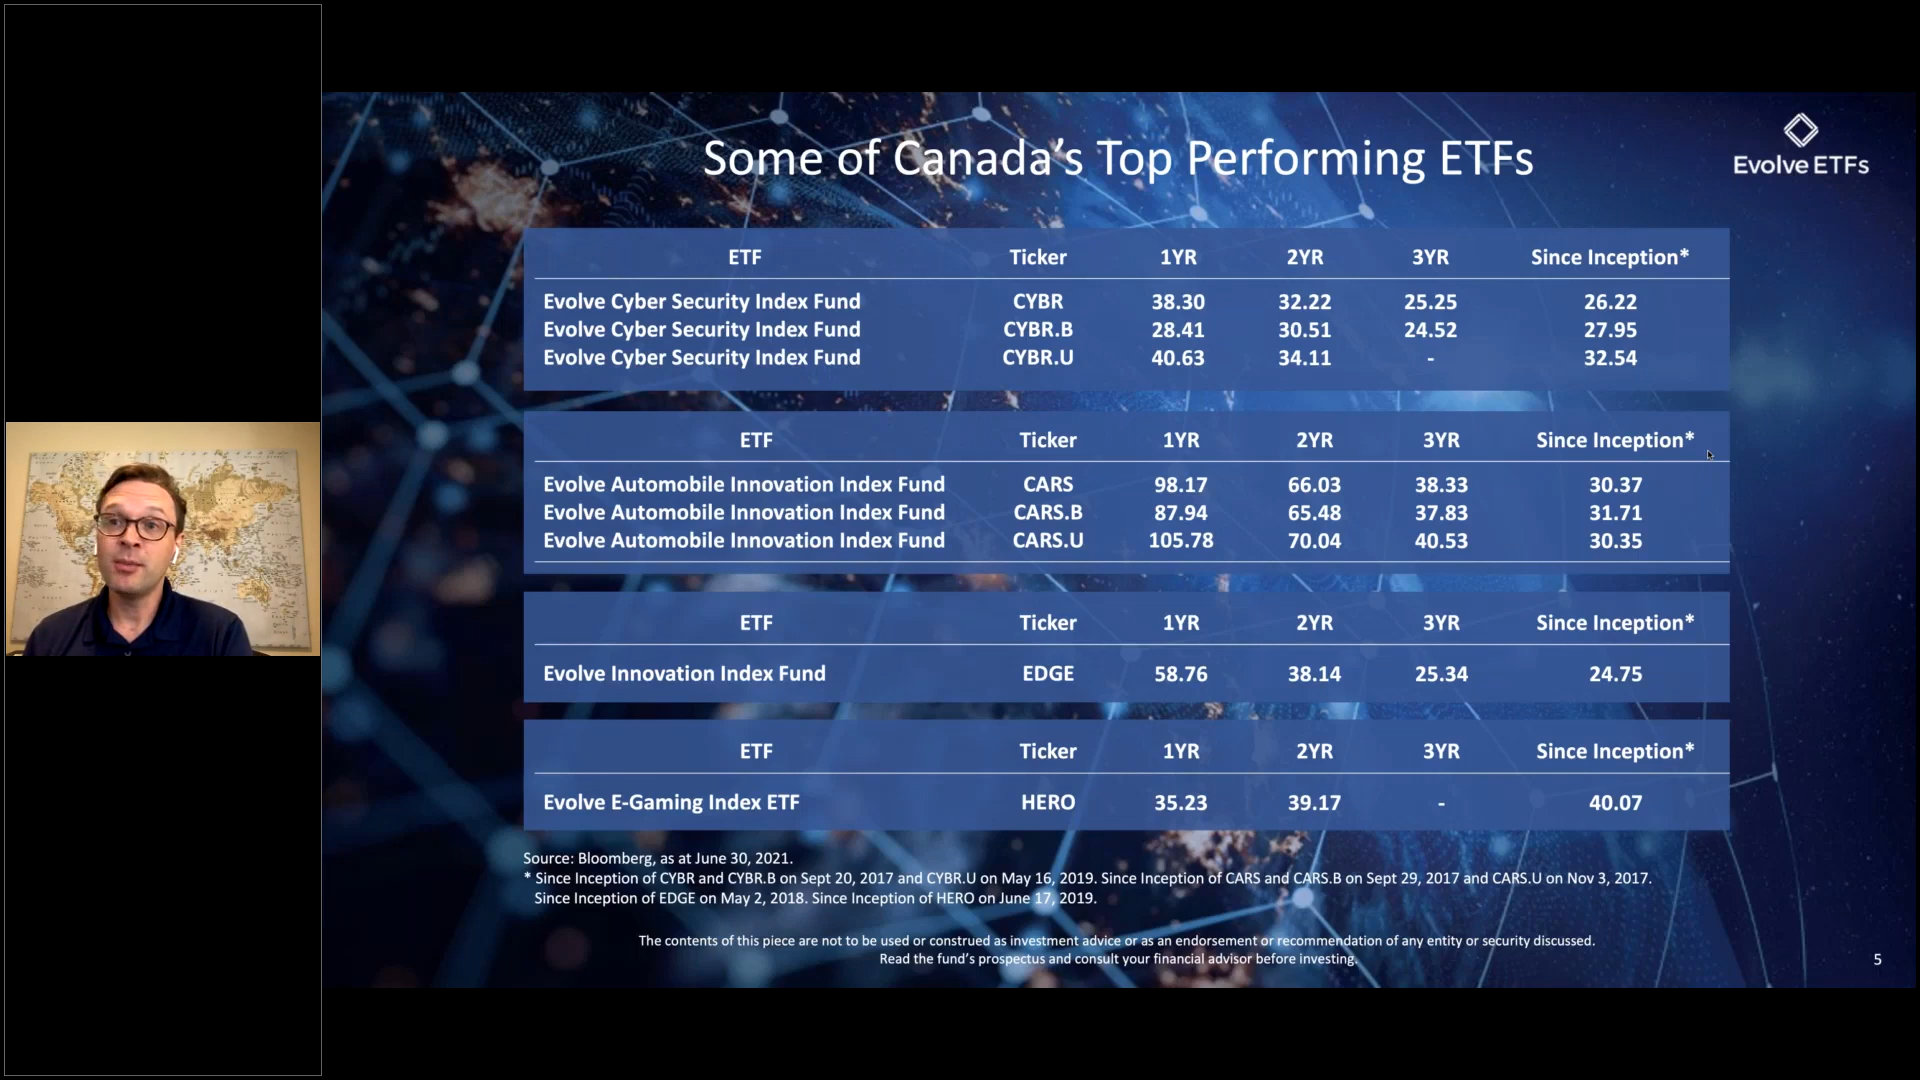 Some of Canada's Top Performing ETFs
Evolve ETFs
ETF Ticker 1YR 2YR 3YR Since Inception*
Evolve Cyber Security Index Fund CYBR 38.30 32.22 25.25 26.22
Evolve Cyber Security Index Fund CYBR.B 28.41 30.51 24.52 27.95
Evolve Cyber Security Index Fund CYBR.U 40.63 34.11 - 32.54
ETF Ticker 1YR 2YR 3YR Since Inception*
Evolve Automobile Innovation Index Fund CARS 98.17 66.03 38.33 30.37
Evolve Automobile Innovation Index Fund CARS.B 87.94 65.48 37.83 31.71
Evolve Automobile Innovation Index Fund CARS.U 105.78 70.04 40.53 30.35
ETF Ticker 1YR 2YR 3YR Since Inception*
Evolve Innovation Index Fund EDGE 58.76 38.14 25.34 24.75
ETF Ticker 1YR 2YR 3YR Since Inception*
Evolve E-Gaming Index ETF HERO 35.23 39.17 - 40.07
Source: Bloomberg, as at June 30, 2021.
* Since Inception of CYBR and CYBR.B on Sept 20, 2017 and CYBR.U on May 16, 2019. Since Inception of CARS and CARS.B on Sept 29, 2017 and CARS.U on Nov 3, 2017.
Since Inception of EDGE on May 2, 2018. Since Inception of HERO on June 17, 2019.
The contents of this piece are not to be used or construed as investment advice or as an endorsement or recommendation of any entity or security discussed.
Read the fund's prospectus and consult your financial advisor before investing.
5